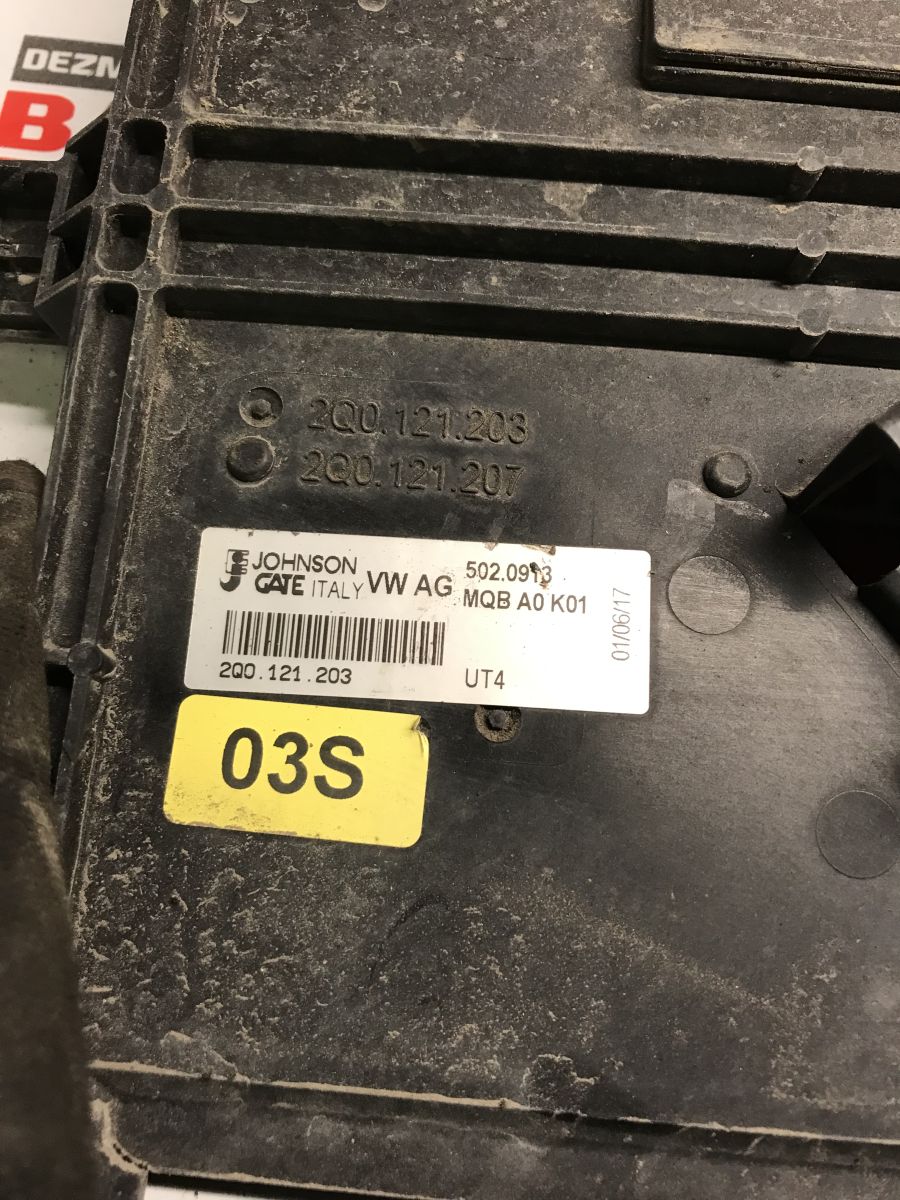 B
2Q0.121.203
2Q0.121.207
JOHNSON
GATE ITALY VW AG
502.0913
MQB A0 K01
01/06/17
2Q0.121.203
UT4
03S